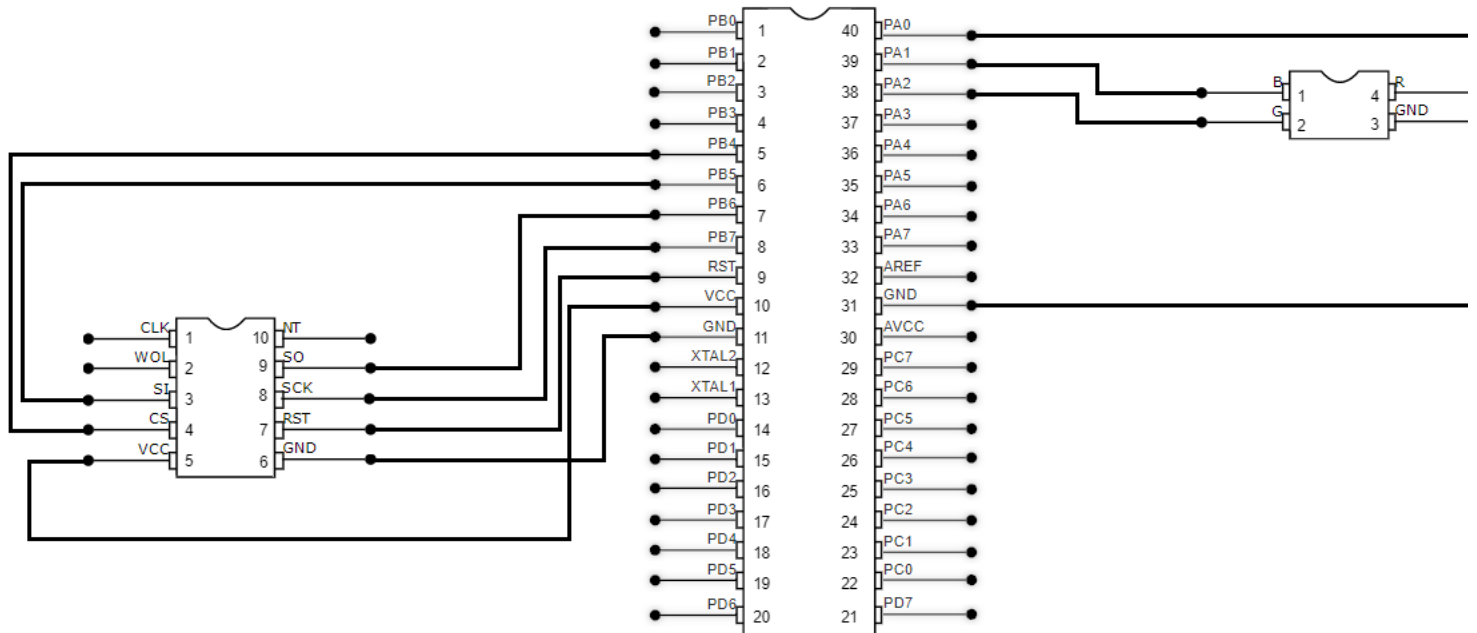 PB0 1 40 PA0
PB1 2 39 PA1
PB2 3 38 PA2
PB3 4 37 PA3
PB4 5 36 PA4
PB5 6 35 PA5
PB6 7 34 PA6
PB7 8 33 PA7
RST 9 32 AREF
VCC 10 31 GND
GND 11 30 AVCC
XTAL2 12 29 PC7
XTAL1 13 28 PC6
PD0 14 27 PC5
PD1 15 26 PC4
PD2 16 25 PC3
PD3 17 24 PC2
PD4 18 23 PC1
PD5 19 22 PC0
PD6 20 21 PD7
B 1 4 R
G 2 3 GND
CLK 1 10 NT
WOL 2 9 SO
SI 3 8 SCK
CS 4 7 RST
VCC 5 6 GND